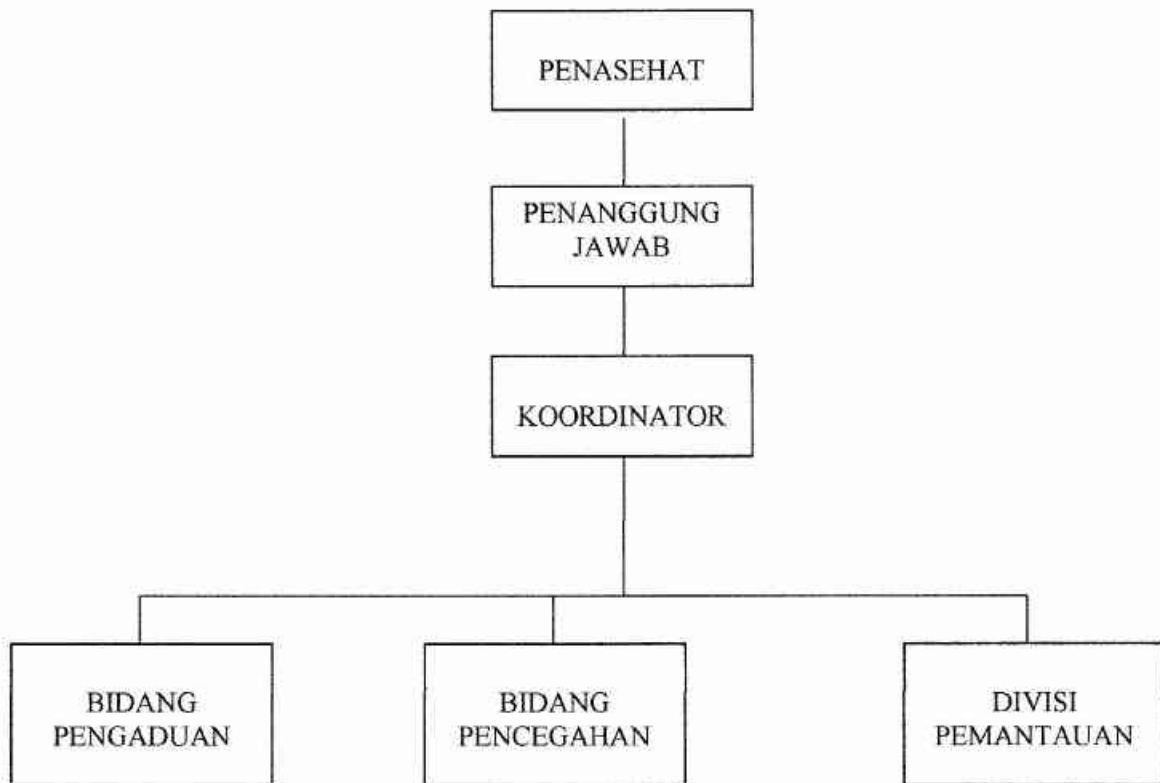 PENASEHAT
PENANGGUNG
JAWAB
KOORDINATOR
BIDANG
PENGADUAN
BIDANG
PENCEGAHAN
DIVISI
PEMANTAUAN